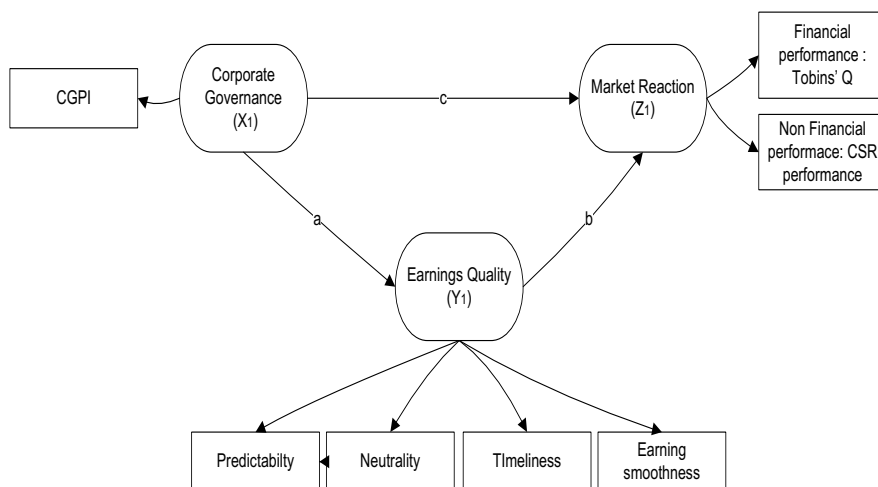 CGPI
Corporate
Governance
(X1)
c
Market Reaction
(Z1)
Financial
performance :
Tobins' Q
Non Financial
performace: CSR
performance
a
b
Earnings Quality
(Y1)
Predictabilty
Neutrality
TImeliness
Earning
smoothness